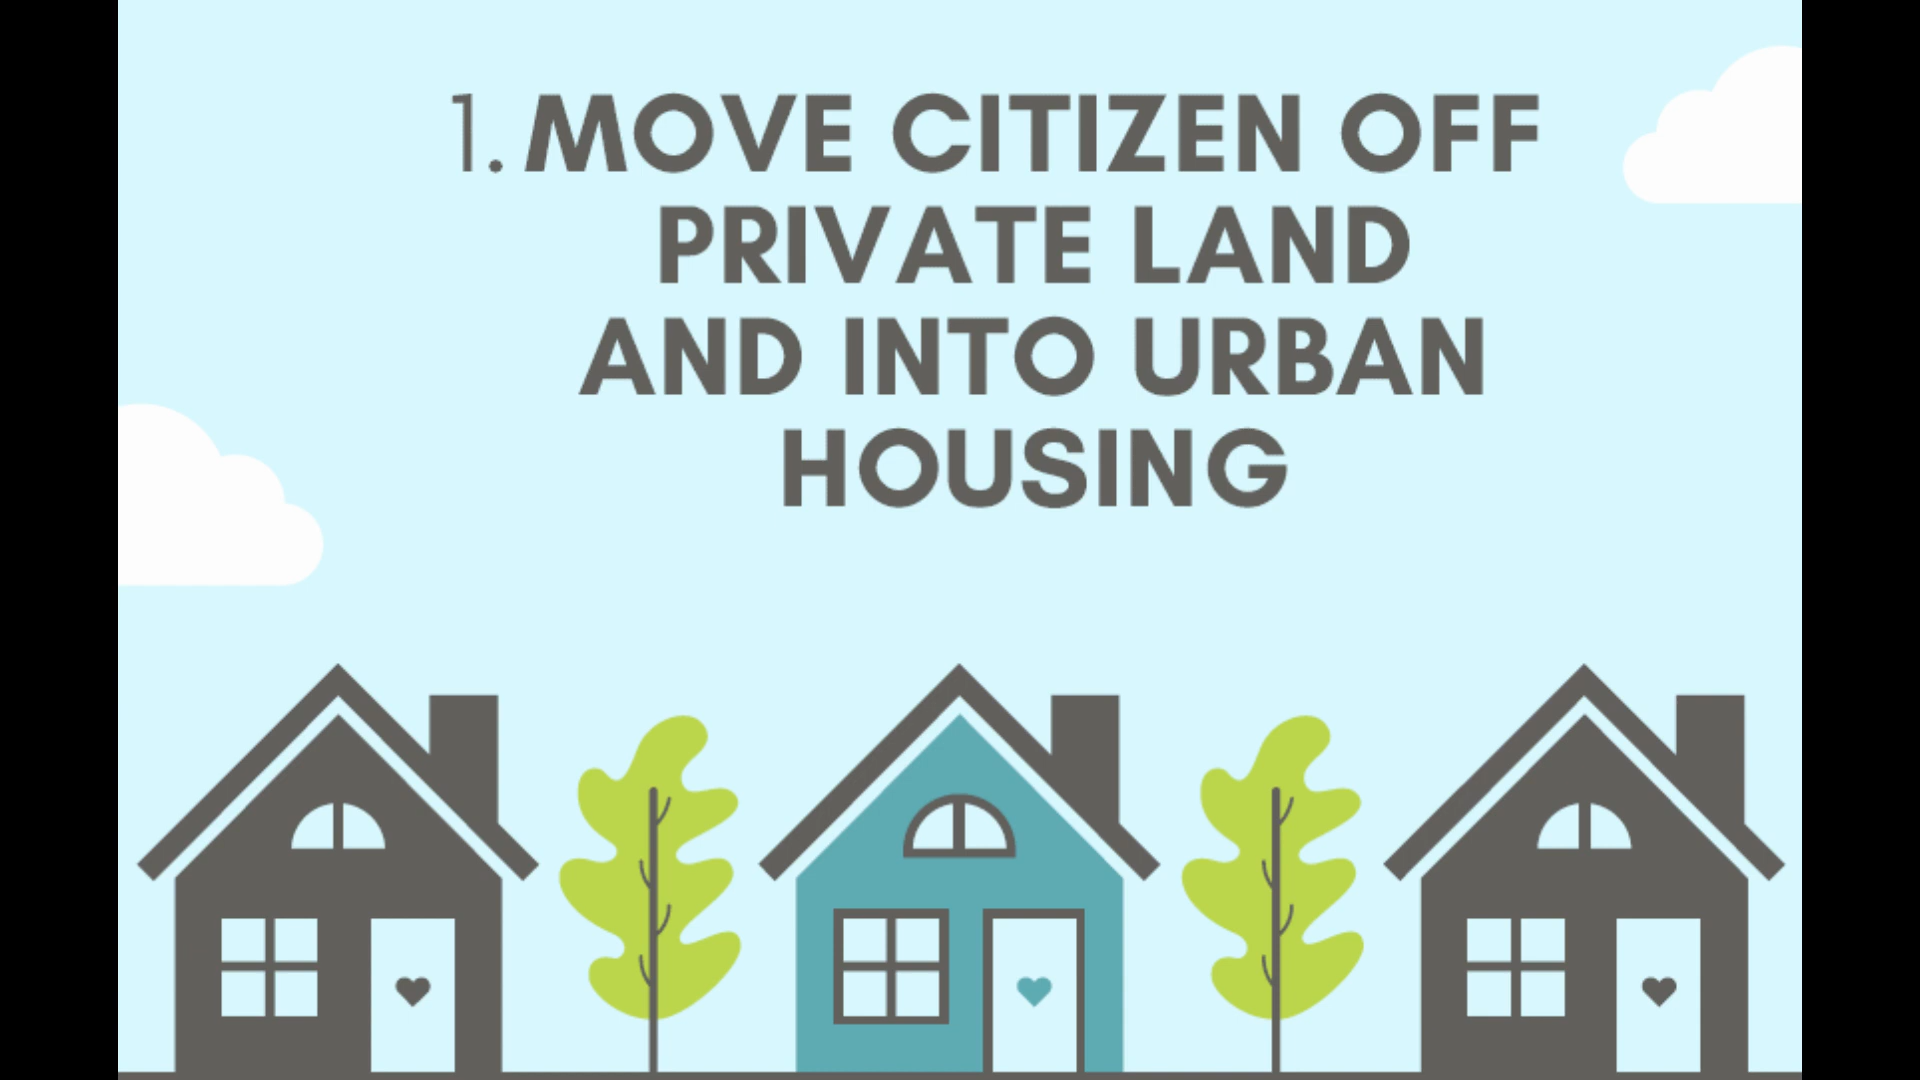 1. MOVE CITIZEN OFF
PRIVATE LAND
AND INTO URBAN
HOUSING